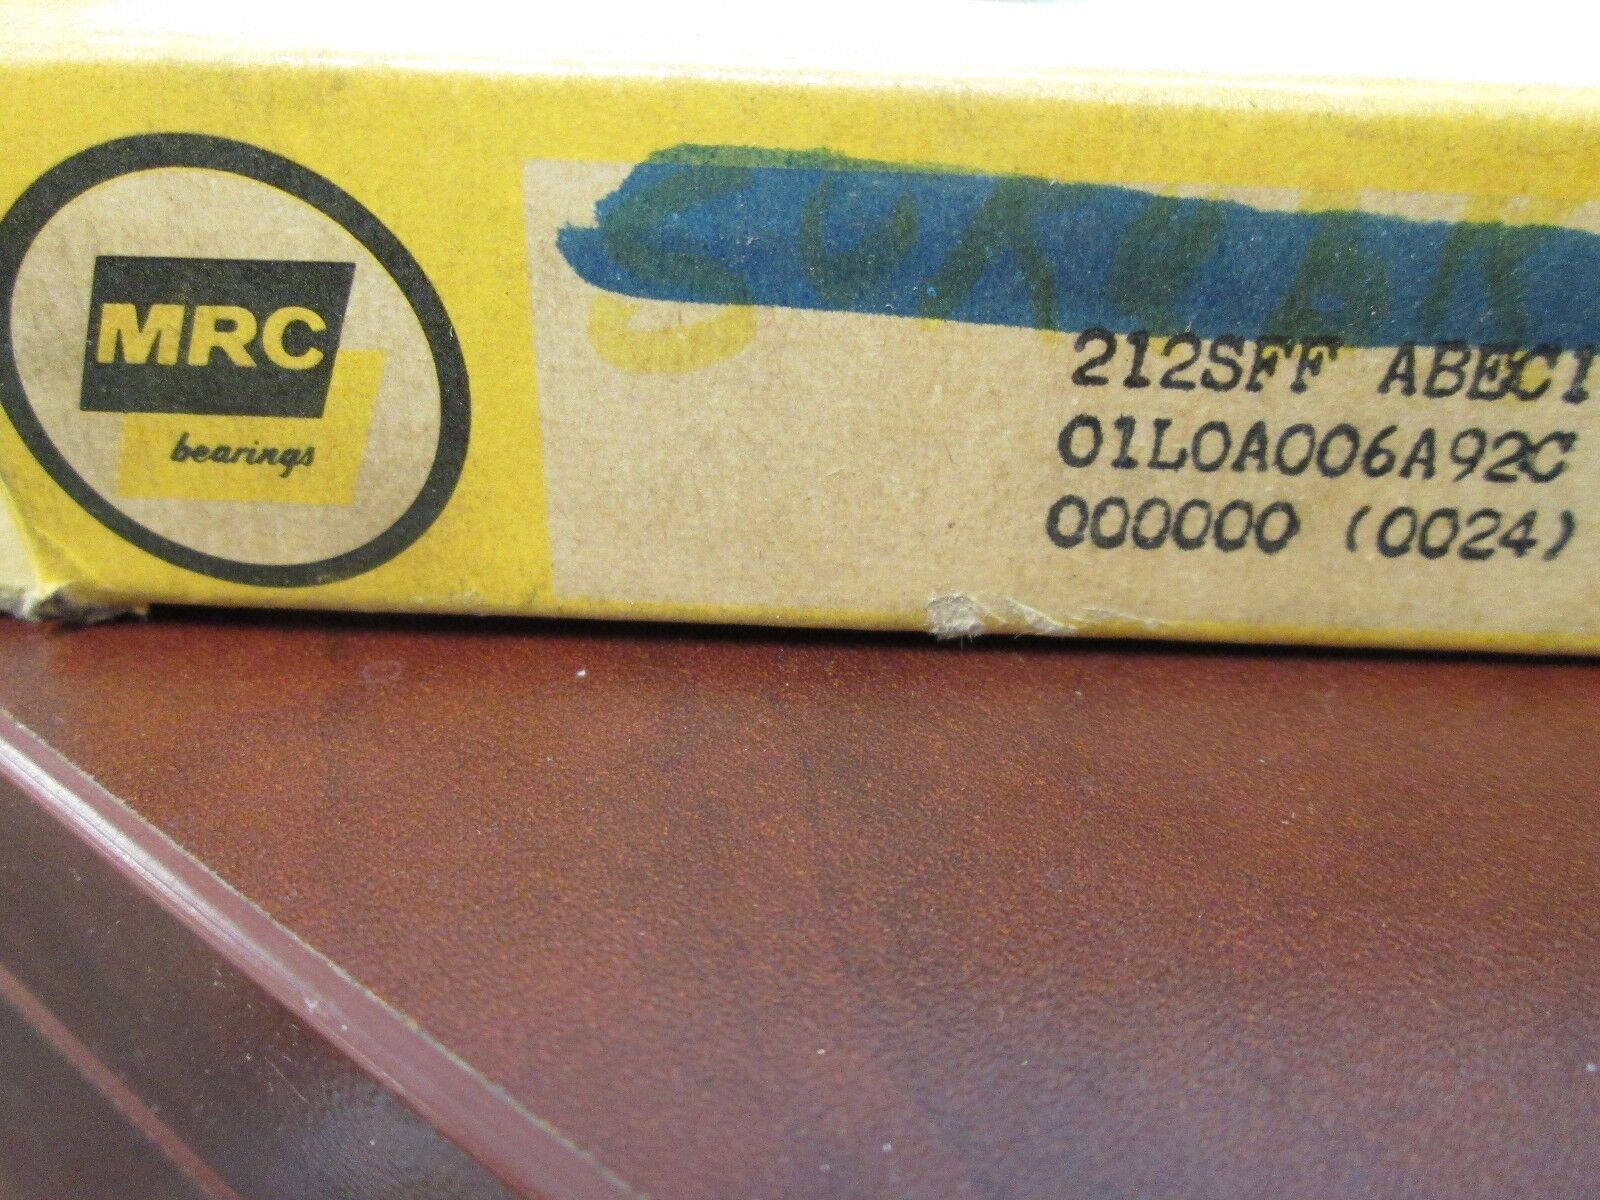 MRC
bearings
212SFF ABEC1
01L0A006A92C
000000 (0024)